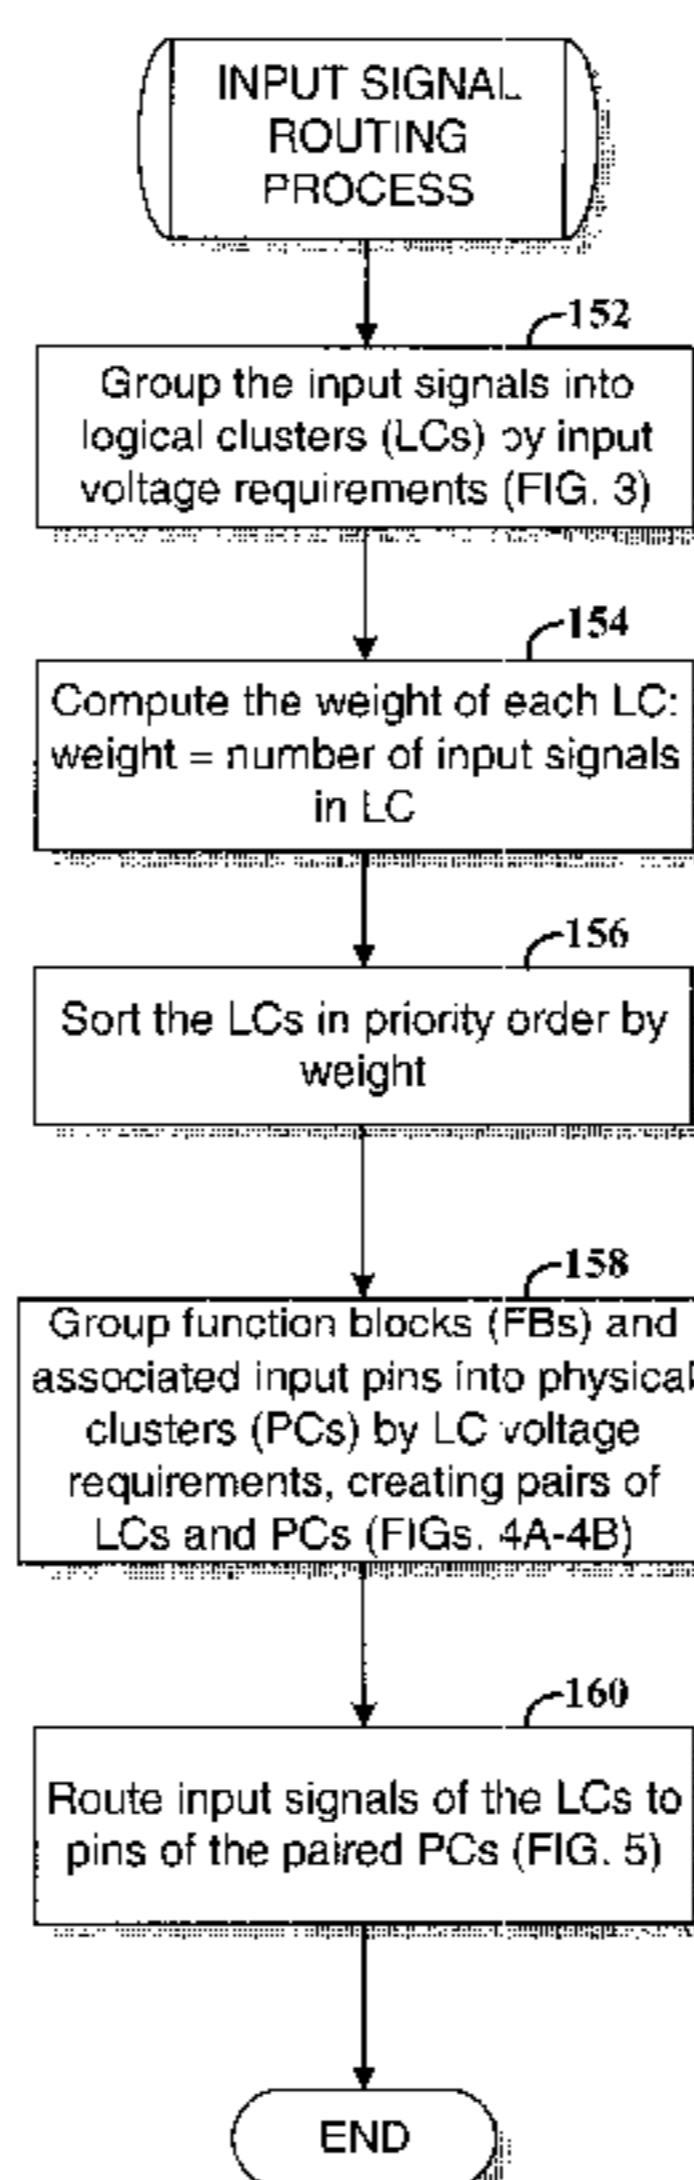 INPUT SIGNAL
ROUTING
PROCESS
152
Group the input signals into
logical clusters (LCs) by input
voltage requirements (FIG. 3)
154
Compute the weight of each LC:
weight = number of input signals
in LC
156
Sort the LCs in priority order by
weight
158
Group function blocks (FBs) and
associated input pins into physical
clusters (PCs) by LC voltage
requirements, creating pairs of
LCs and PCs (FIGs. 4A-4B)
160
Route input signals of the LCs to
pins of the paired PCs (FIG. 5)
END